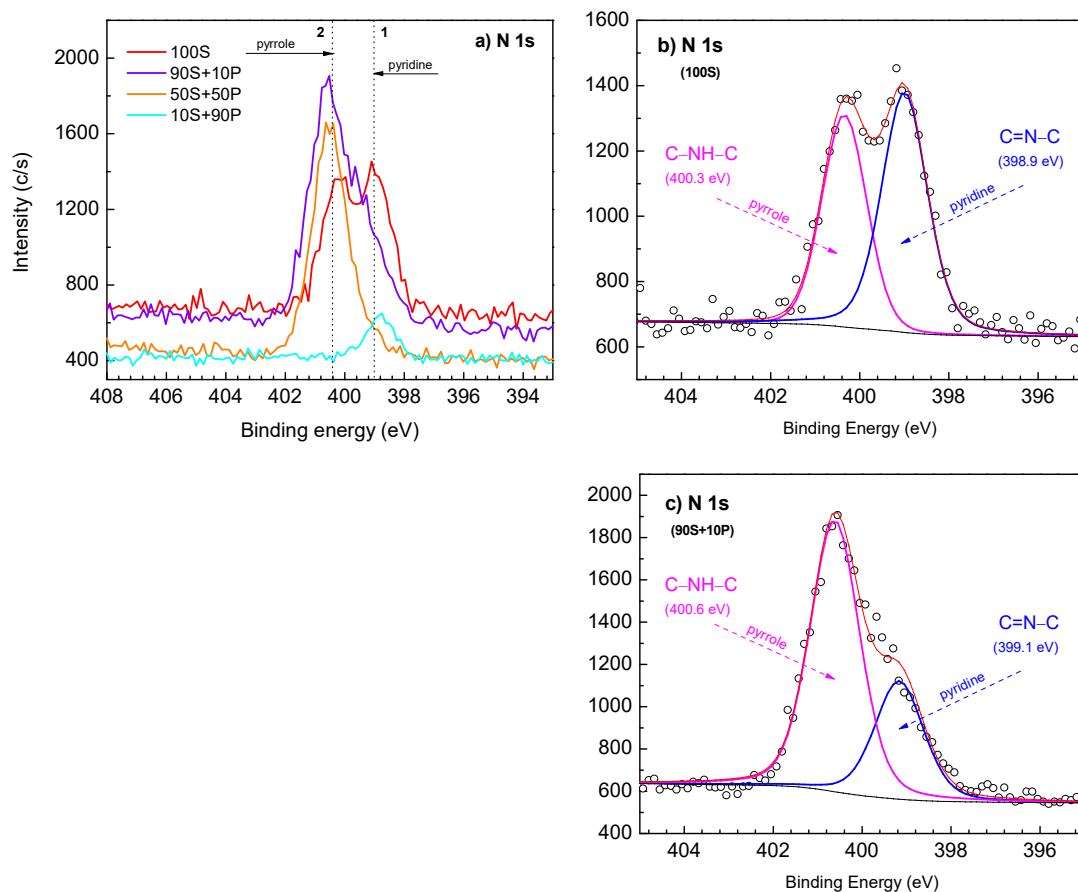 2
1
a) N 1s
pyrrole
pyridine
100S
90S+10P
50S+50P
10S+90P
2000
1600
1200
800
400
Intensity (c/s)
408 406 404 402 400 398 396 394
Binding energy (eV)
b) N 1s
(100S)
1600
1400
1200
1000
800
600
C–NH–C
(400.3 eV)
pyrrole
C=N–C
(398.9 eV)
pyridine
404 402 400 398 396
Binding Energy (eV)
c) N 1s
(90S+10P)
2000
1800
1600
1400
1200
1000
800
600
400
C–NH–C
(400.6 eV)
pyrrole
C=N–C
(399.1 eV)
pyridine
404 402 400 398 396
Binding Energy (eV)